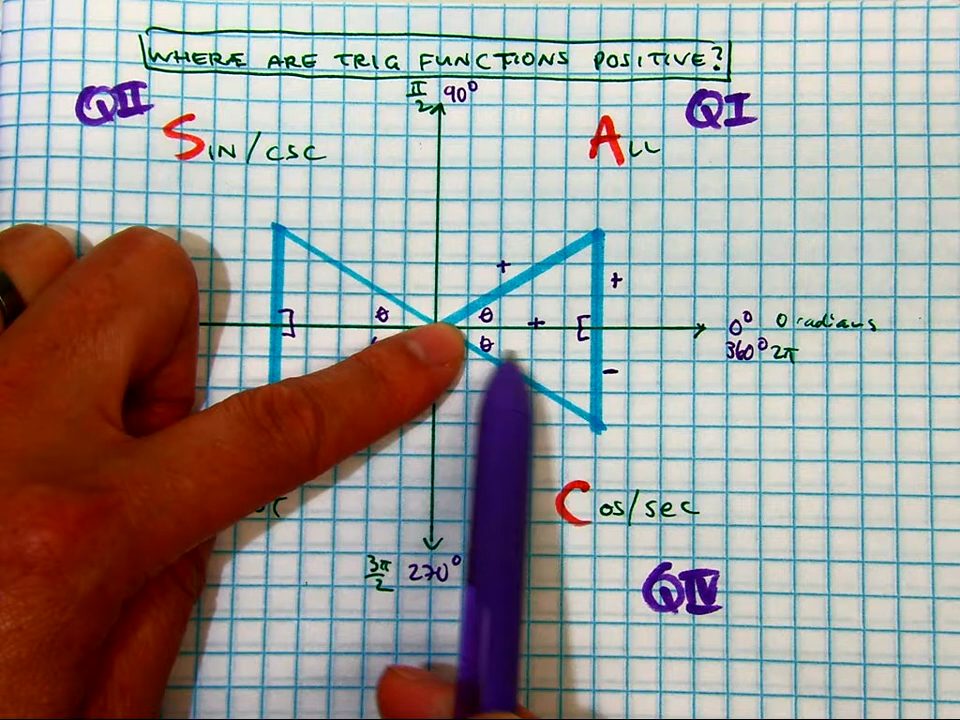 WHERE ARE TRIG FUNCTIONS POSITIVE?
π/2 90°
QII
QI
SIN/CSC
ALL
+
+
θ
θ
+
0° 0 radians
θ
360° 2π
-
COS/SEC
3π/2 270°
QIV